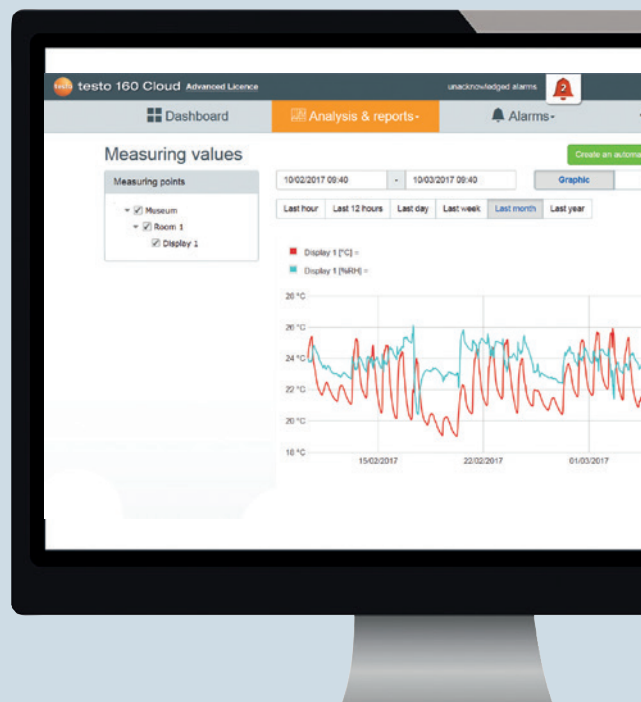 testo testo 160 Cloud Advanced Licence unacknowledged alarms 2
Dashboard Analysis & reports Alarms
Measuring values
Create an automa
Measuring points
10/02/2017 09:40 - 10/03/2017 09:40 Graphic
Last hour Last 12 hours Last day Last week Last month Last year
Museum
Room 1
Display 1
Display 1 [°C]
Display 1 [%RH]
28 °C
26 °C
24 °C
22 °C
20 °C
18 °C
15/02/2017 22/02/2017 01/03/2017